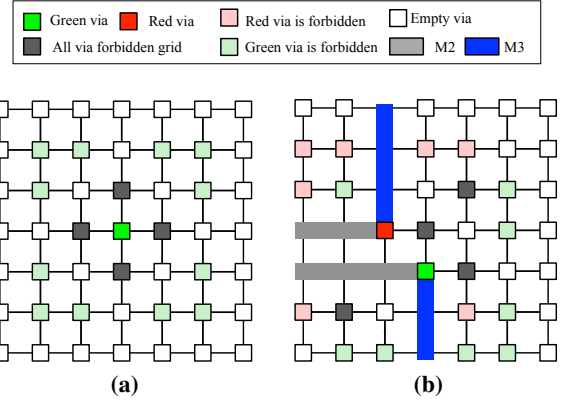 Green via Red via Red via is forbidden Empty via
All via forbidden grid Green via is forbidden M2 M3
(a) (b)